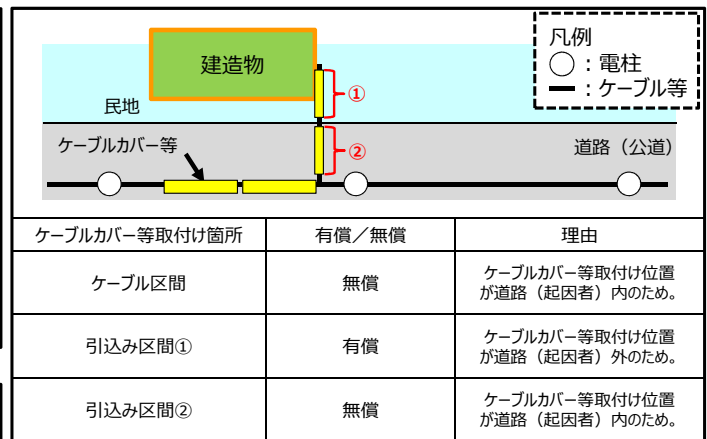 建造物
凡例
○：電柱
━：ケーブル等
①
民地
ケーブルカバー等
②
道路（公道）
ケーブルカバー等取付け箇所 有償／無償 理由
ケーブル区間 無償 ケーブルカバー等取付け位置
が道路（起因者）内のため。
引込み区間① 有償 ケーブルカバー等取付け位置
が道路（起因者）外のため。
引込み区間② 無償 ケーブルカバー等取付け位置
が道路（起因者）内のため。